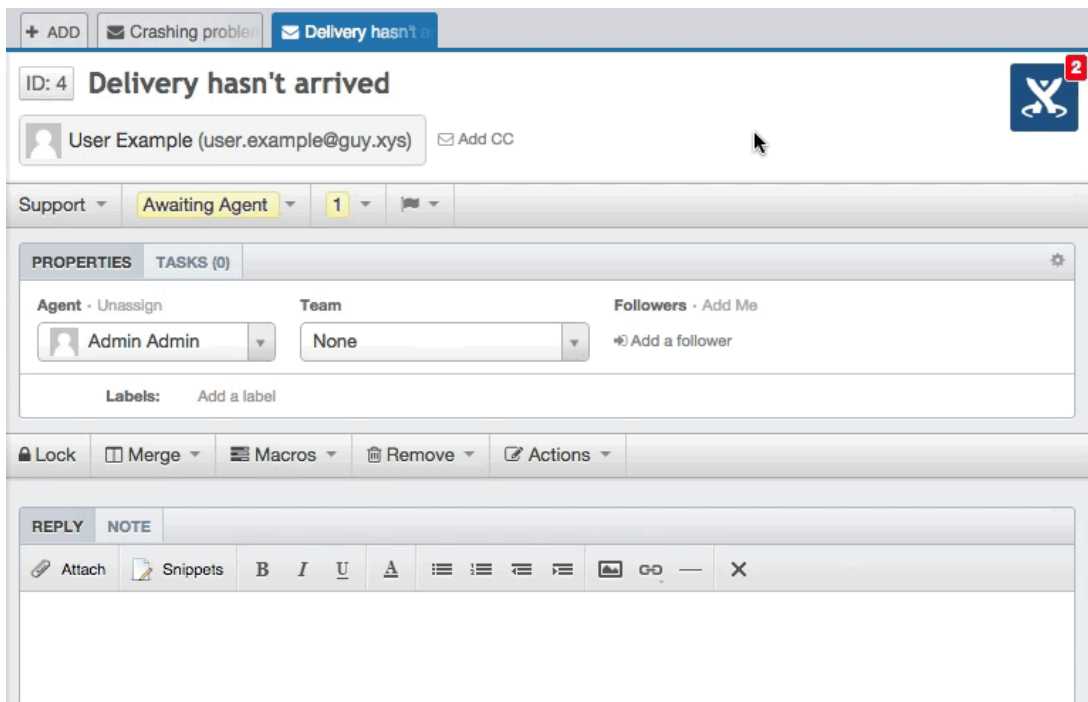 + ADD Crashing problem Delivery hasn't a
ID: 4 Delivery hasn't arrived
2
User Example (user.example@guy.xys) Add CC
Support Awaiting Agent 1
PROPERTIES TASKS (0)
Agent · Unassign Team Followers · Add Me
Admin Admin None Add a follower
Labels: Add a label
Lock Merge Macros Remove Actions
REPLY NOTE
Attach Snippets B I U A